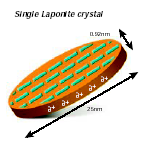 Single Laponite crystal
0.92nm
δ+ δ+ δ+ δ+ δ+
25nm